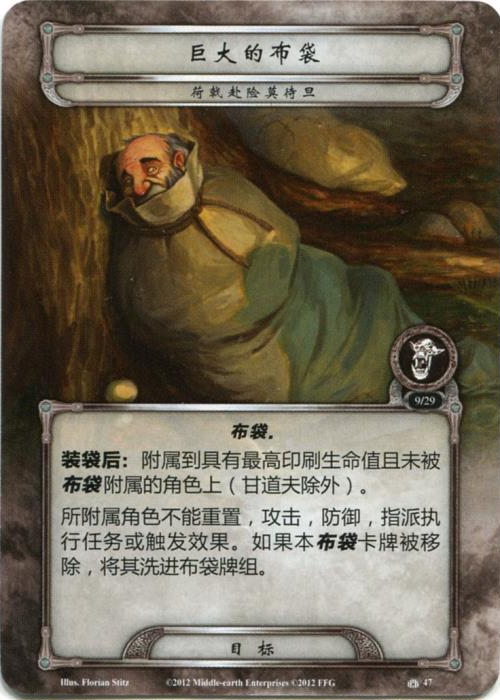 巨大的布袋
荷戟赴险莫待旦
9/29
布袋.
装袋后：附属到具有最高印刷生命值且未被
布袋附属的角色上（甘道夫除外）。
所附属角色不能重置，攻击，防御，指派执
行任务或触发效果。如果本布袋卡牌被移
除，将其洗进布袋牌组。
目标
Illus. Florian Stitz ©2012 Middle-earth Enterprises ©2012 FFG 47